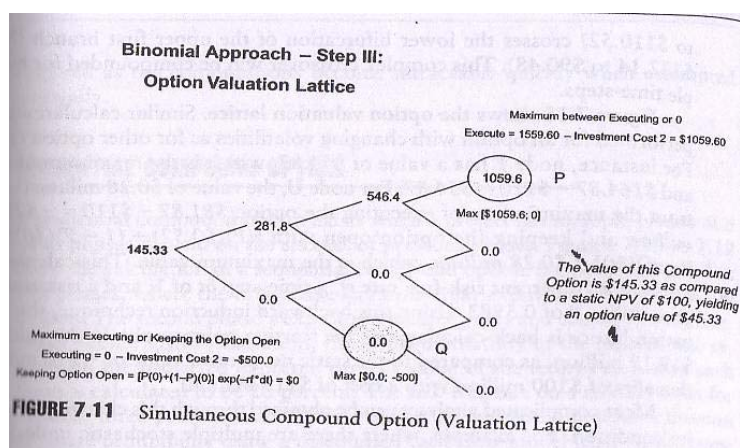 Binomial Approach – Step III:
Option Valuation Lattice
Maximum between Executing or 0
Execute = 1559.60 – Investment Cost 2 = $1059.60
1059.6
P
546.4
Max [$1059.6; 0]
281.8
0.0
145.33
The value of this Compound
Option is $145.33 as compared
to a static NPV of $100, yielding
an option value of $45.33
0.0
0.0
0.0
0.0
Q
Maximum Executing or Keeping the Option Open
Executing = 0 – Investment Cost 2 = -$500.0
Keeping Option Open = [P(0)+(1–P)(0)] exp(–rf*dt) = $0
Max [$0.0; -500]
0.0
FIGURE 7.11 Simultaneous Compound Option (Valuation Lattice)